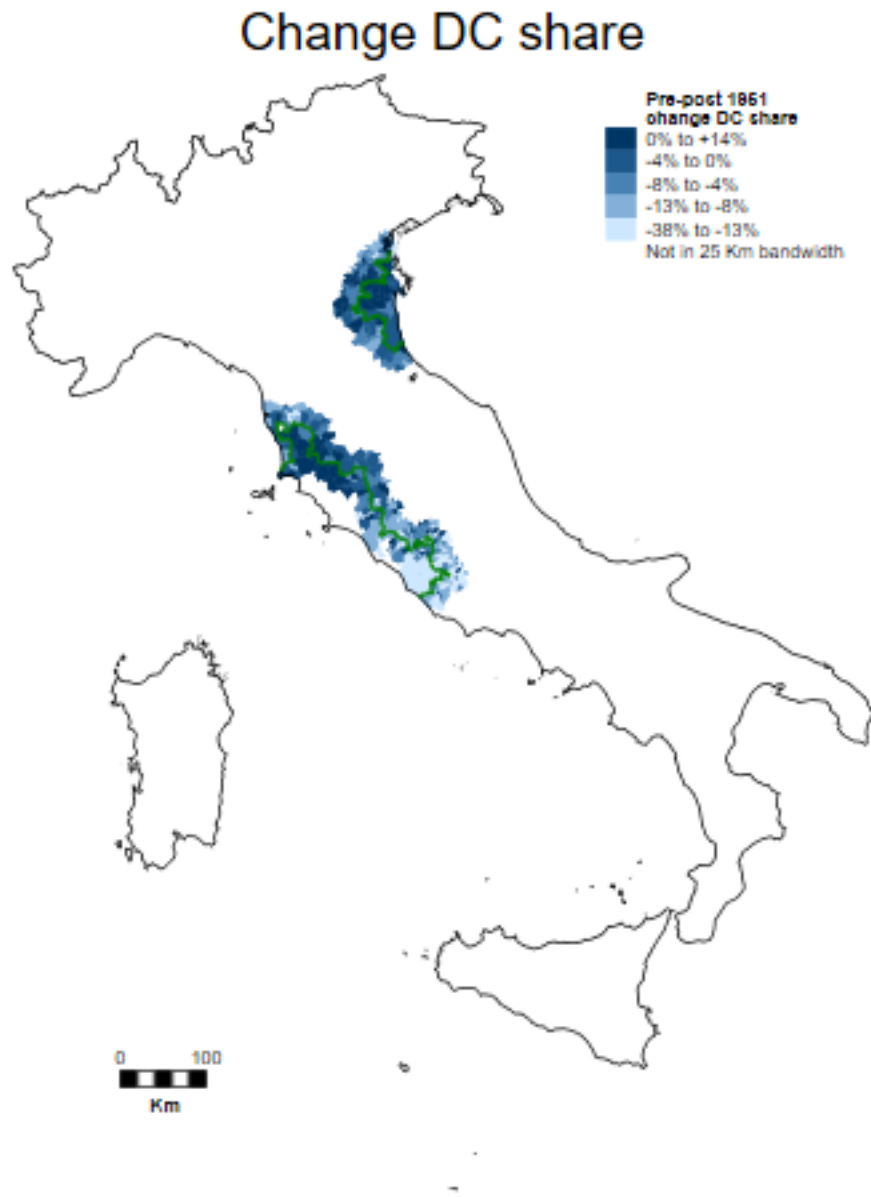 Change DC share
Pre-post 1951
change DC share
0% to +14%
-4% to 0%
-8% to -4%
-13% to -8%
-38% to -13%
Not in 25 Km bandwidth
0 100
Km